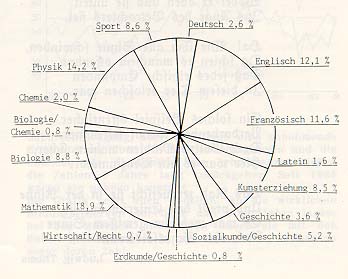 Sport 8,6 %
Deutsch 2,6 %
Englisch 12,1 %
Physik 14,2 %
Französisch 11,6 %
Chemie 2,0 %
Biologie/
Chemie 0,8 %
Latein 1,6 %
Biologie 8,8 %
Kunsterziehung 8,5 %
Mathematik 18,9 %
Geschichte 3,6 %
Wirtschaft/Recht 0,7 %
Sozialkunde/Geschichte 5,2 %
Erdkunde/Geschichte 0,8 %